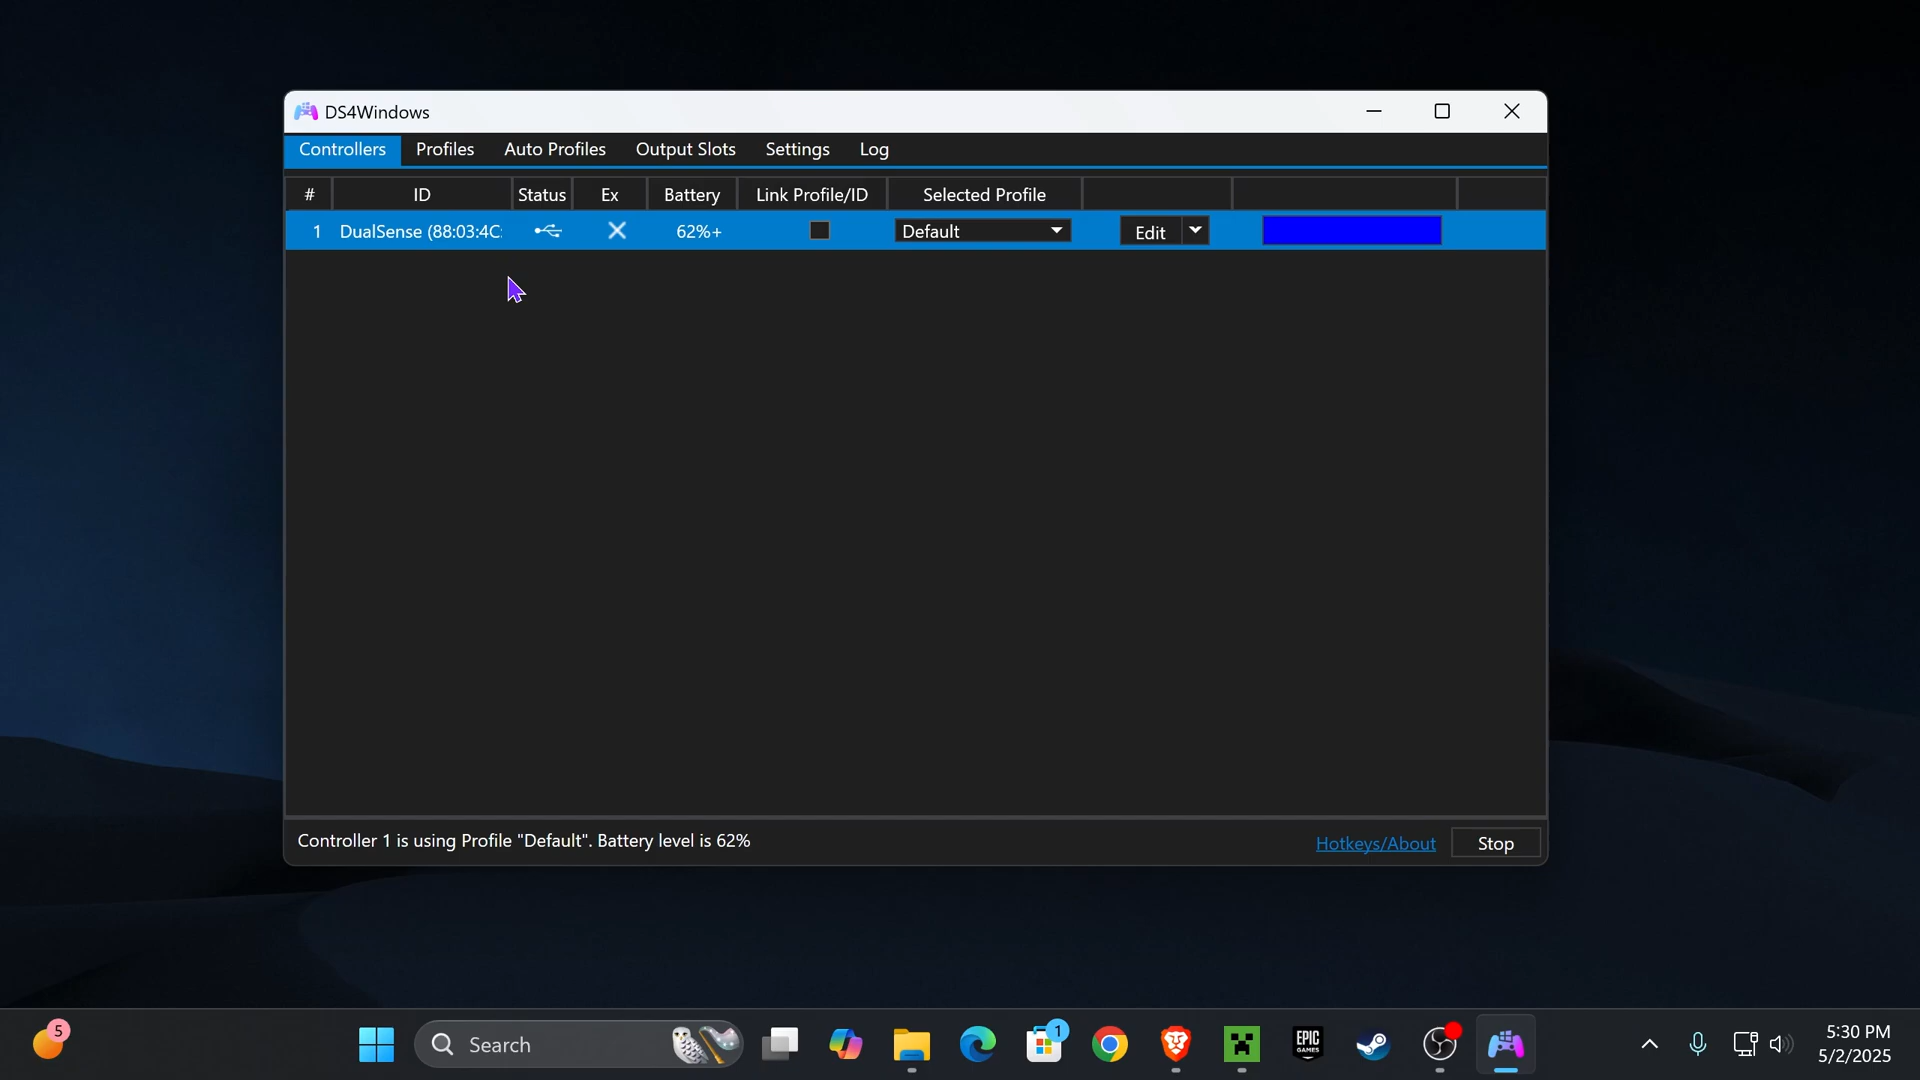 DS4Windows
Controllers Profiles Auto Profiles Output Slots Settings Log
# ID Status Ex Battery Link Profile/ID Selected Profile
1 DualSense (88:03:4C: 62%+ Default Edit
Controller 1 is using Profile "Default". Battery level is 62%
Hotkeys/About Stop
5
Search
1
EPIC
GAMES
5:30 PM
5/2/2025